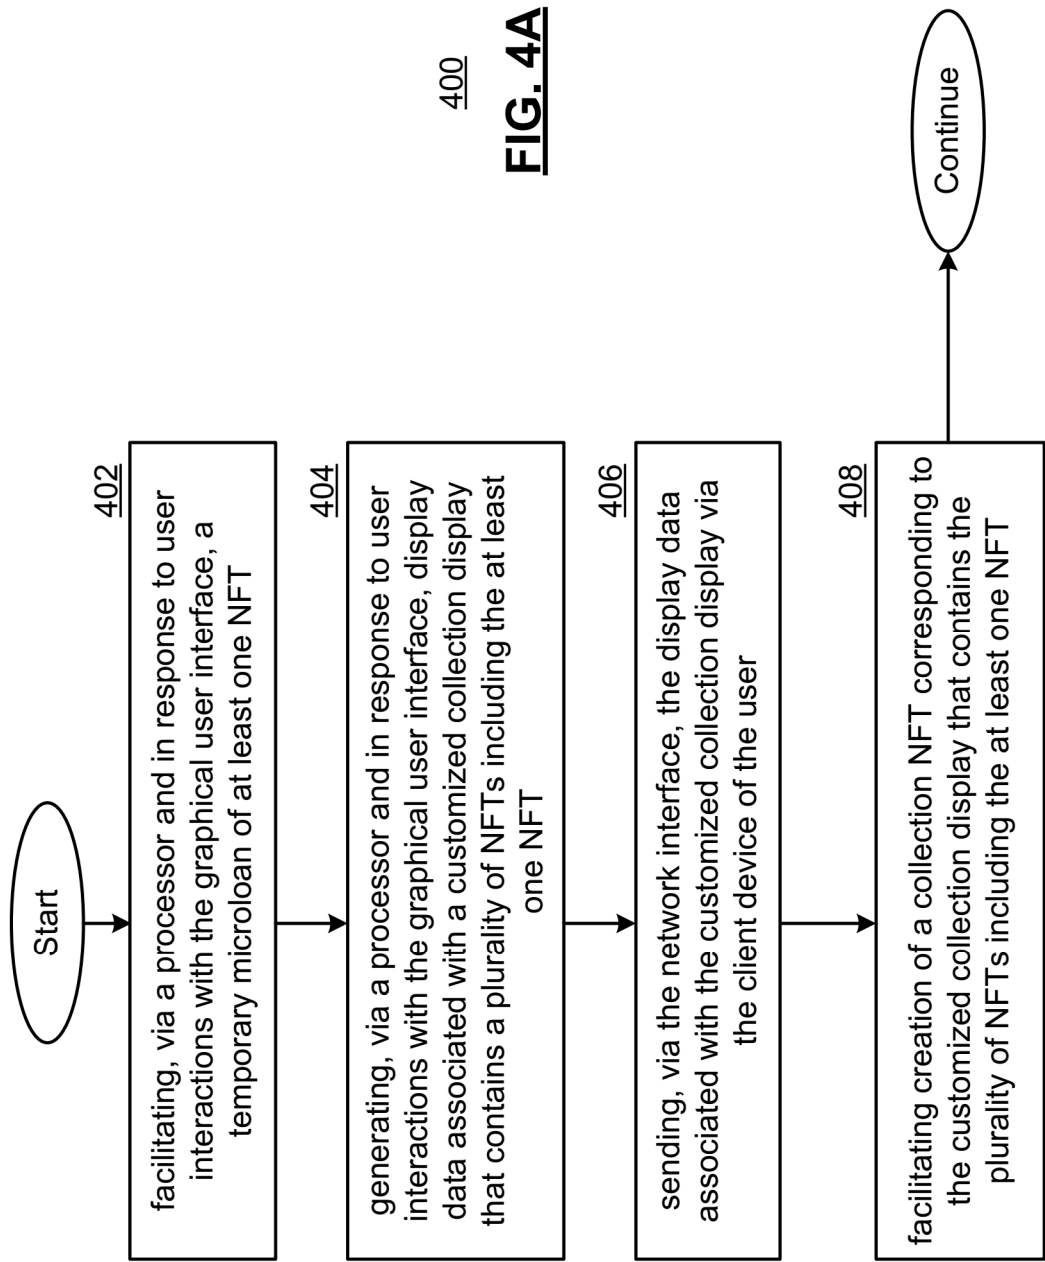 Start
402
facilitating, via a processor and in response to user
interactions with the graphical user interface, a
temporary microloan of at least one NFT
404
generating, via a processor and in response to user
interactions with the graphical user interface, display
data associated with a customized collection display
that contains a plurality of NFTs including the at least
one NFT
406
sending, via the network interface, the display data
associated with the customized collection display via
the client device of the user
408
facilitating creation of a collection NFT corresponding to
the customized collection display that contains the
plurality of NFTs including the at least one NFT
Continue
400
FIG. 4A